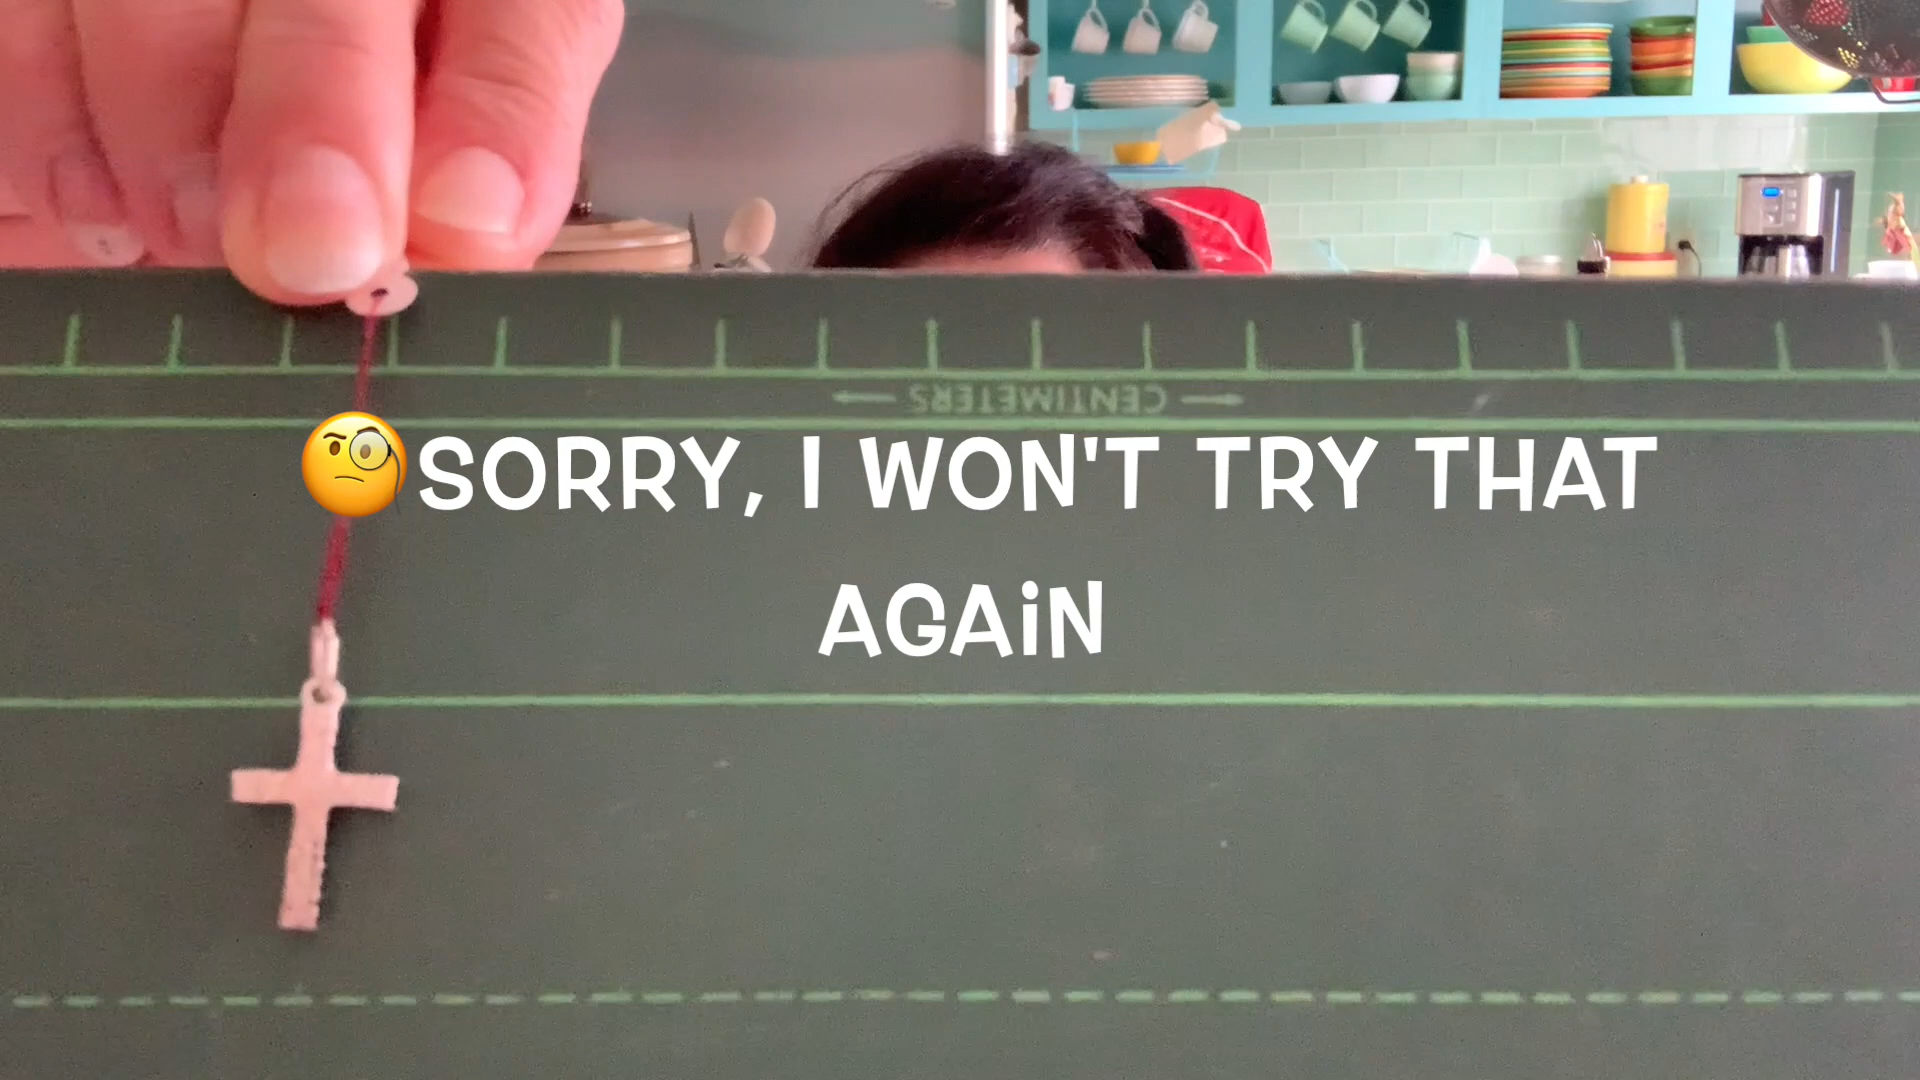 ← CENTIMETERS →
🧐SORRY, I WON'T TRY THAT
AGAiN